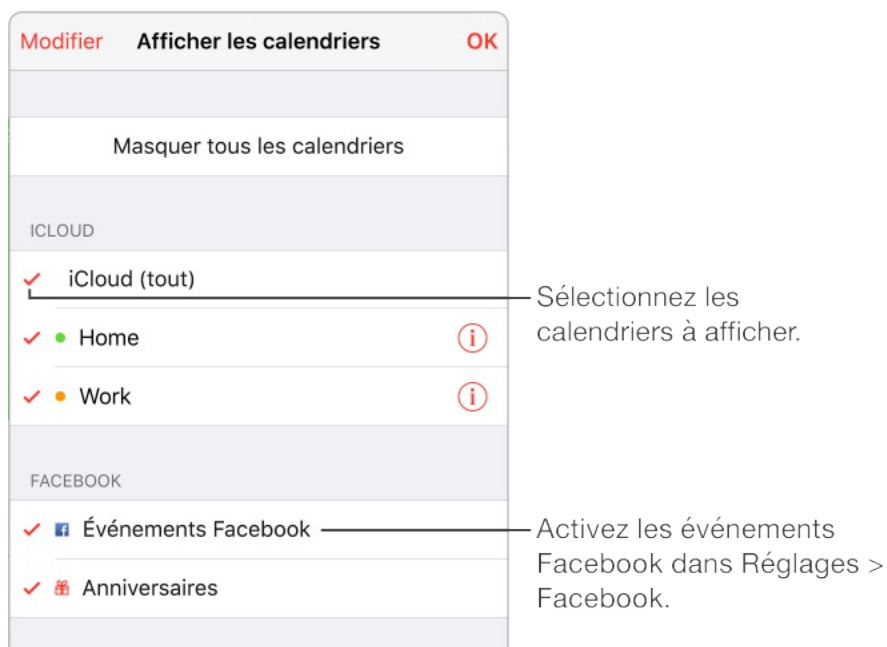 Modifier Afficher les calendriers OK
Masquer tous les calendriers
ICLOUD
iCloud (tout)
Sélectionnez les
calendriers à afficher.
Home
Work
FACEBOOK
Événements Facebook
Activez les événements
Facebook dans Réglages >
Facebook.
Anniversaires